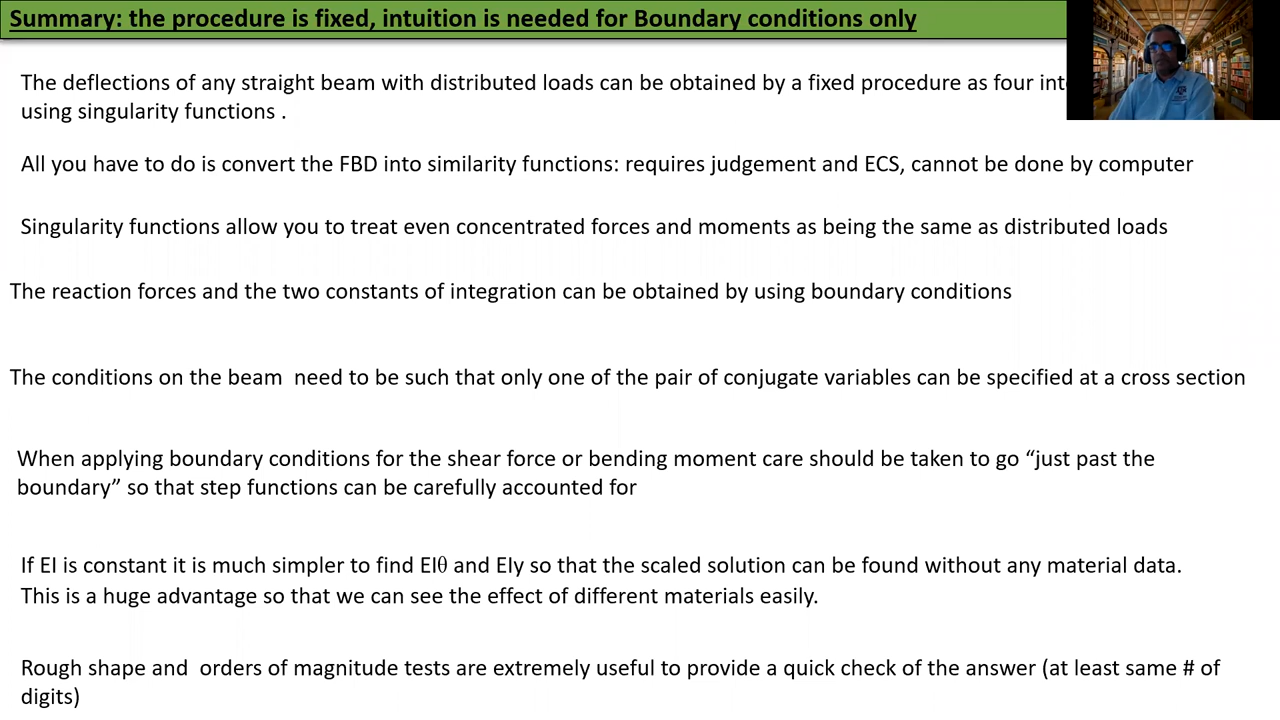 Summary: the procedure is fixed, intuition is needed for Boundary conditions only
The deflections of any straight beam with distributed loads can be obtained by a fixed procedure as four
using singularity functions .
All you have to do is convert the FBD into similarity functions: requires judgement and ECS, cannot be done by computer
Singularity functions allow you to treat even concentrated forces and moments as being the same as distributed loads
The reaction forces and the two constants of integration can be obtained by using boundary conditions
The conditions on the beam  need to be such that only one of the pair of conjugate variables can be specified at a cross section
When applying boundary conditions for the shear force or bending moment care should be taken to go “just past the
boundary” so that step functions can be carefully accounted for
If EI is constant it is much simpler to find EIθ and EIy so that the scaled solution can be found without any material data.
This is a huge advantage so that we can see the effect of different materials easily.
Rough shape and  orders of magnitude tests are extremely useful to provide a quick check of the answer (at least same # of
digits)